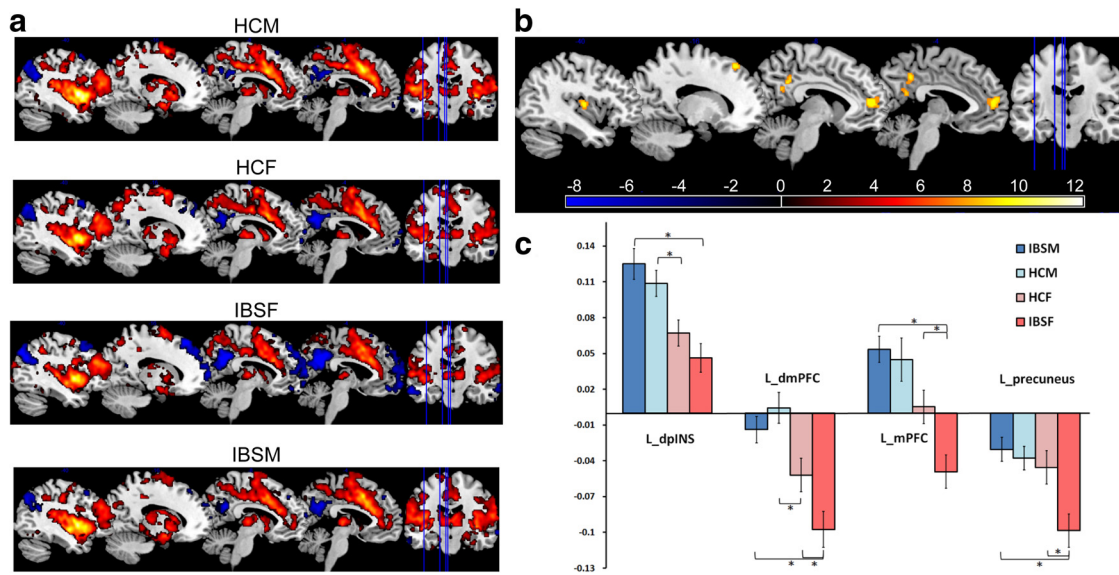 a
HCM
HCF
IBSF
IBSM
b
-8 -6 -4 -2 0 2 4 6 8 10 12
c
0.14
0.11
0.08
0.05
0.02
-0.01
-0.04
-0.07
-0.1
*
*
*
*
*
*
*
*
*
L_dpINS
L_dmPFC
L_mPFC
L_precuneus
IBSM
HCM
HCF
IBSF